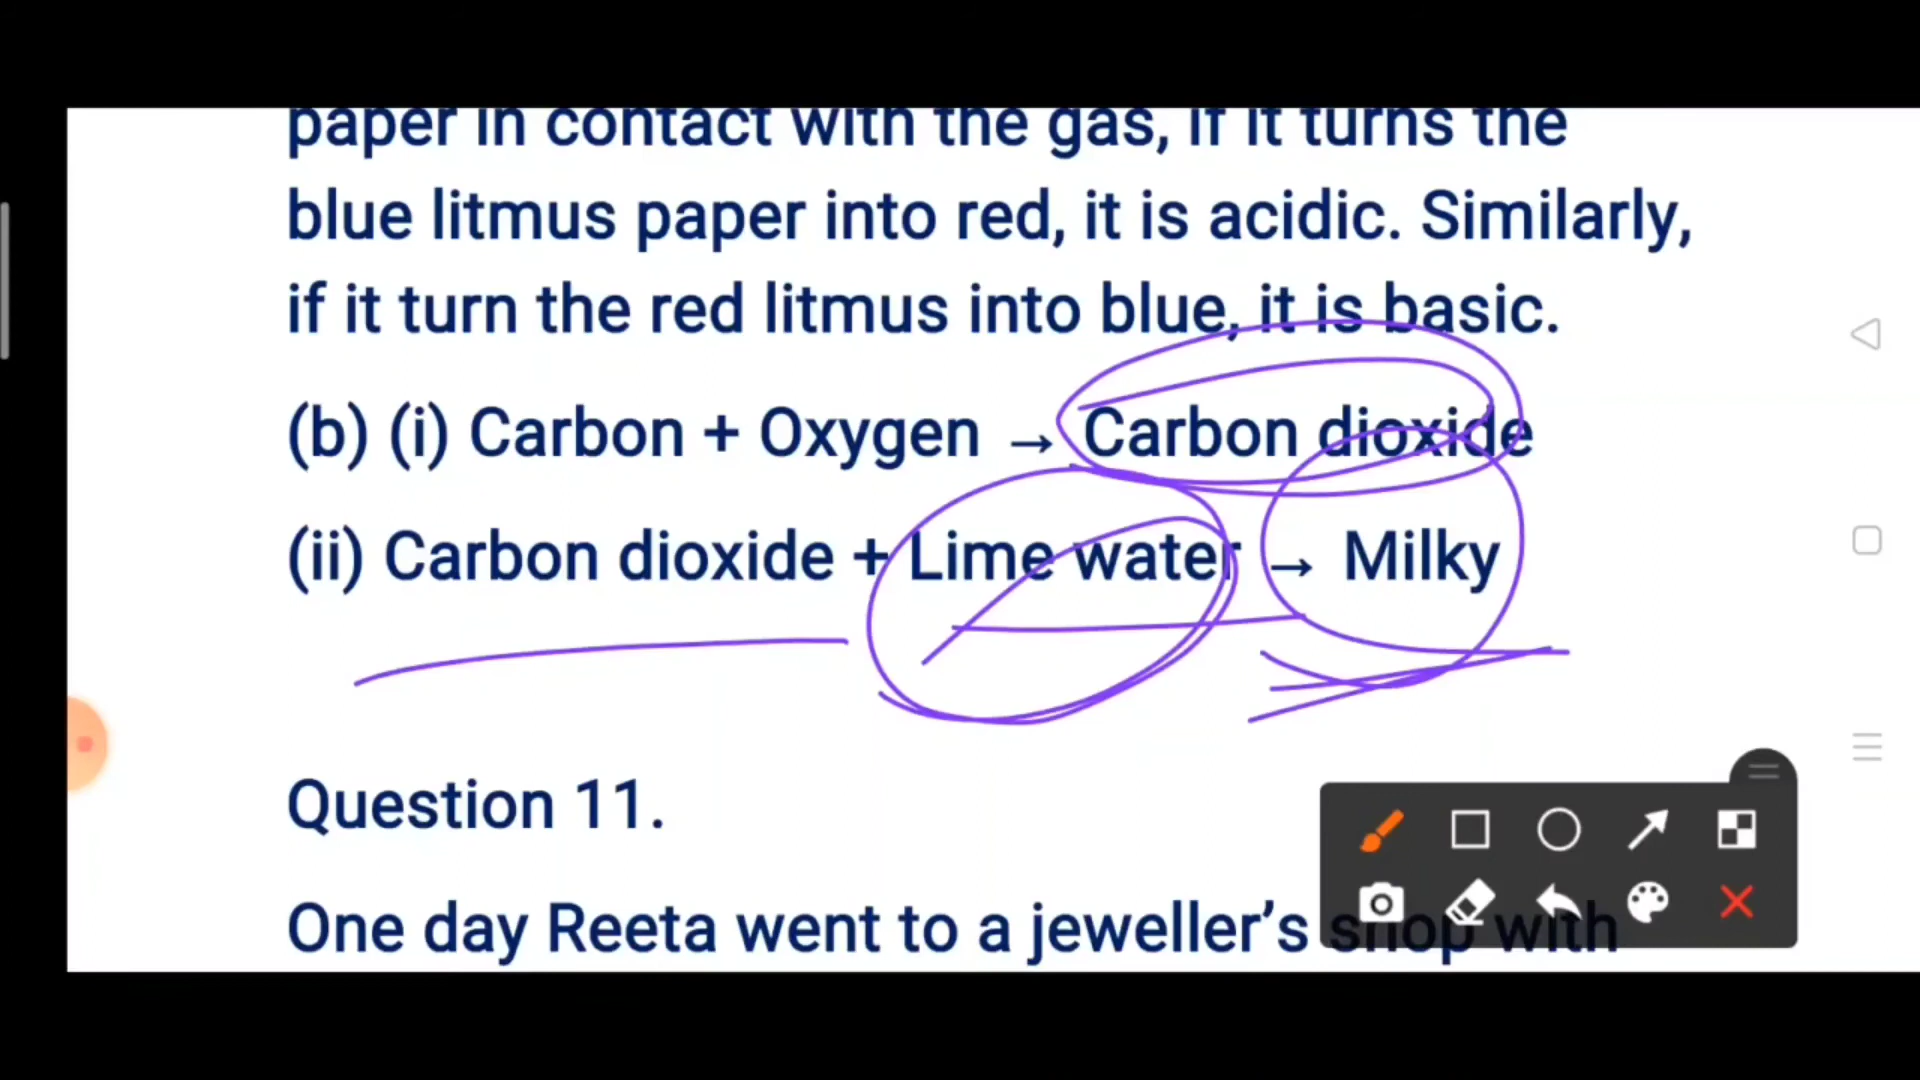 paper in contact with the gas, if it turns the
blue litmus paper into red, it is acidic. Similarly,
if it turn the red litmus into blue, it is basic.
(b) (i) Carbon + Oxygen → Carbon dioxide
(ii) Carbon dioxide + Lime water → Milky
Question 11.
One day Reeta went to a jeweller’s shop with